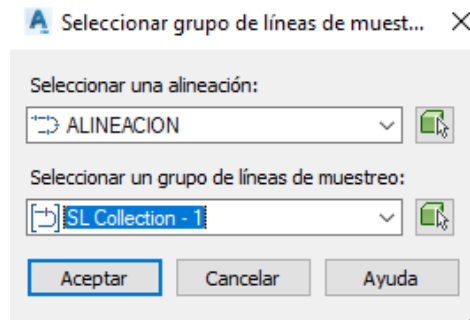 Seleccionar grupo de líneas de muest...
Seleccionar una alineación:
ALINEACION
Seleccionar un grupo de líneas de muestreo:
SL Collection - 1
Aceptar Cancelar Ayuda